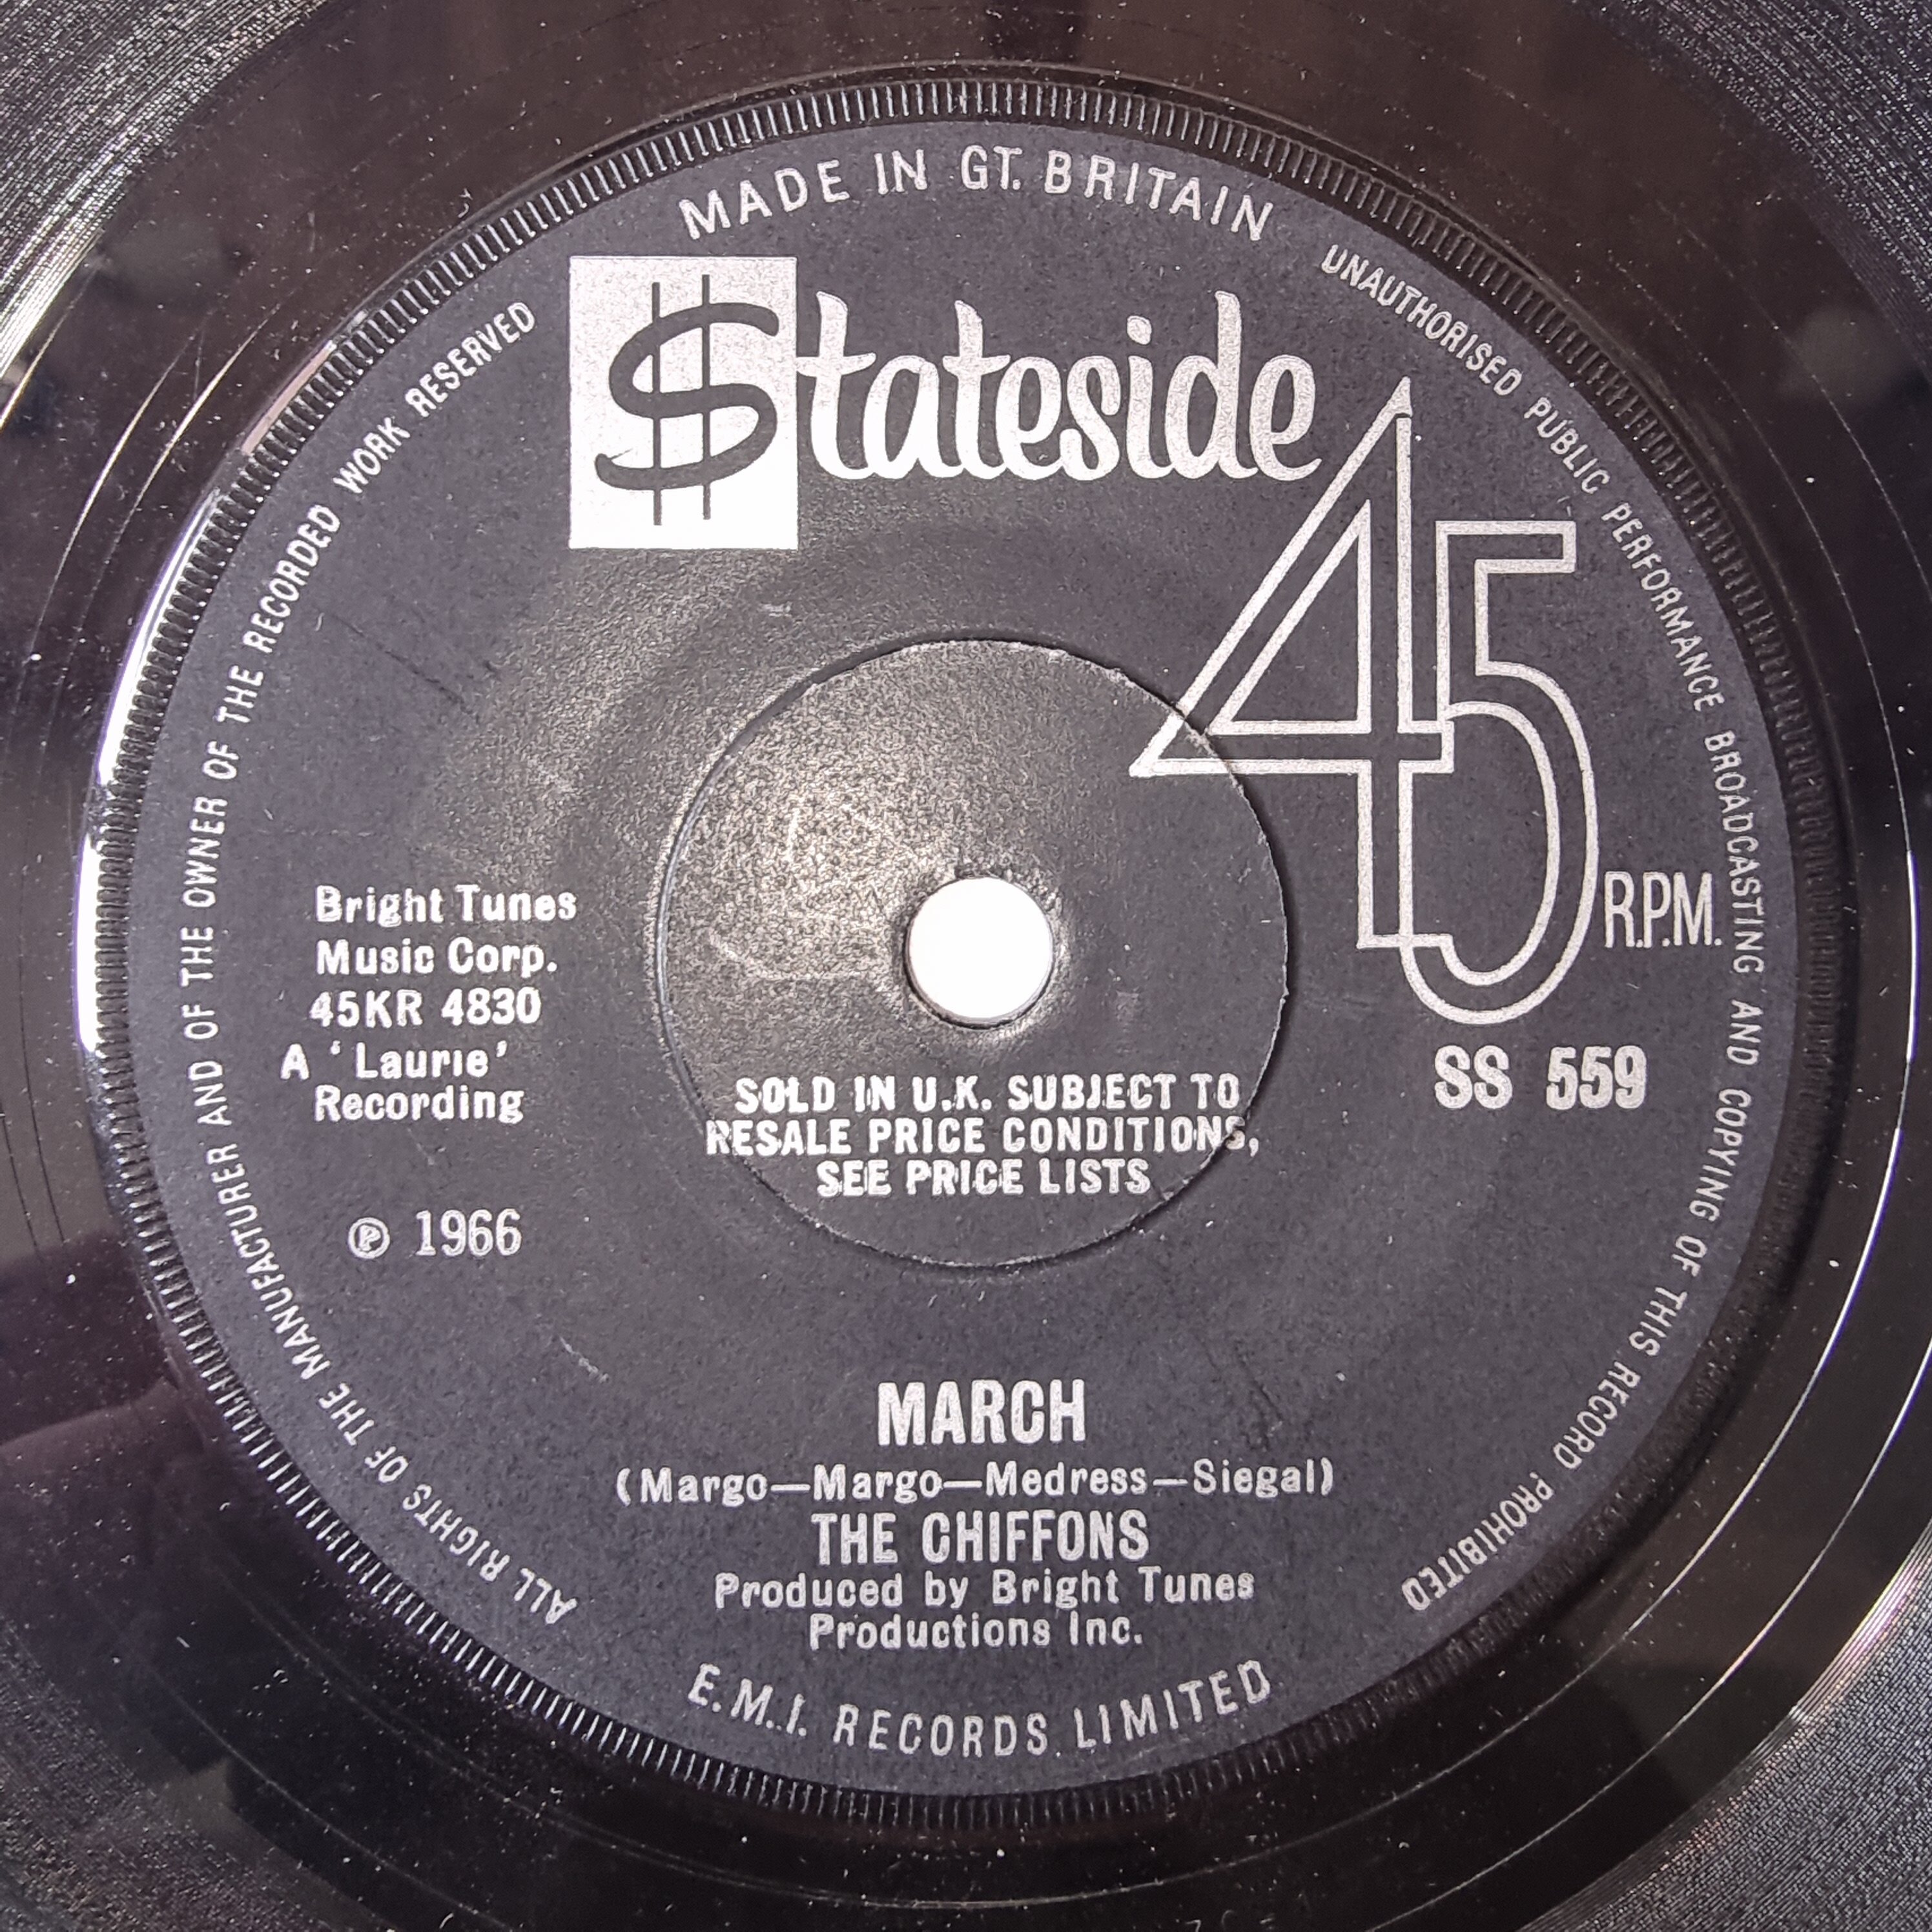 MADE IN GT. BRITAIN
UNAUTHORISED PUBLIC PERFORMANCE BROADCASTING AND COPYING OF THIS RECORD PROHIBITED
ALL RIGHTS OF THE MANUFACTURER AND OF THE OWNER OF THE RECORDED WORK RESERVED
$tateside
45
R.P.M.
Bright Tunes
Music Corp.
45KR 4830
A 'Laurie'
Recording
℗ 1966
SOLD IN U.K. SUBJECT TO
RESALE PRICE CONDITIONS,
SEE PRICE LISTS
SS 559
MARCH
(Margo—Margo—Medress—Siegal)
THE CHIFFONS
Produced by Bright Tunes
Productions Inc.
E.M.I. RECORDS LIMITED